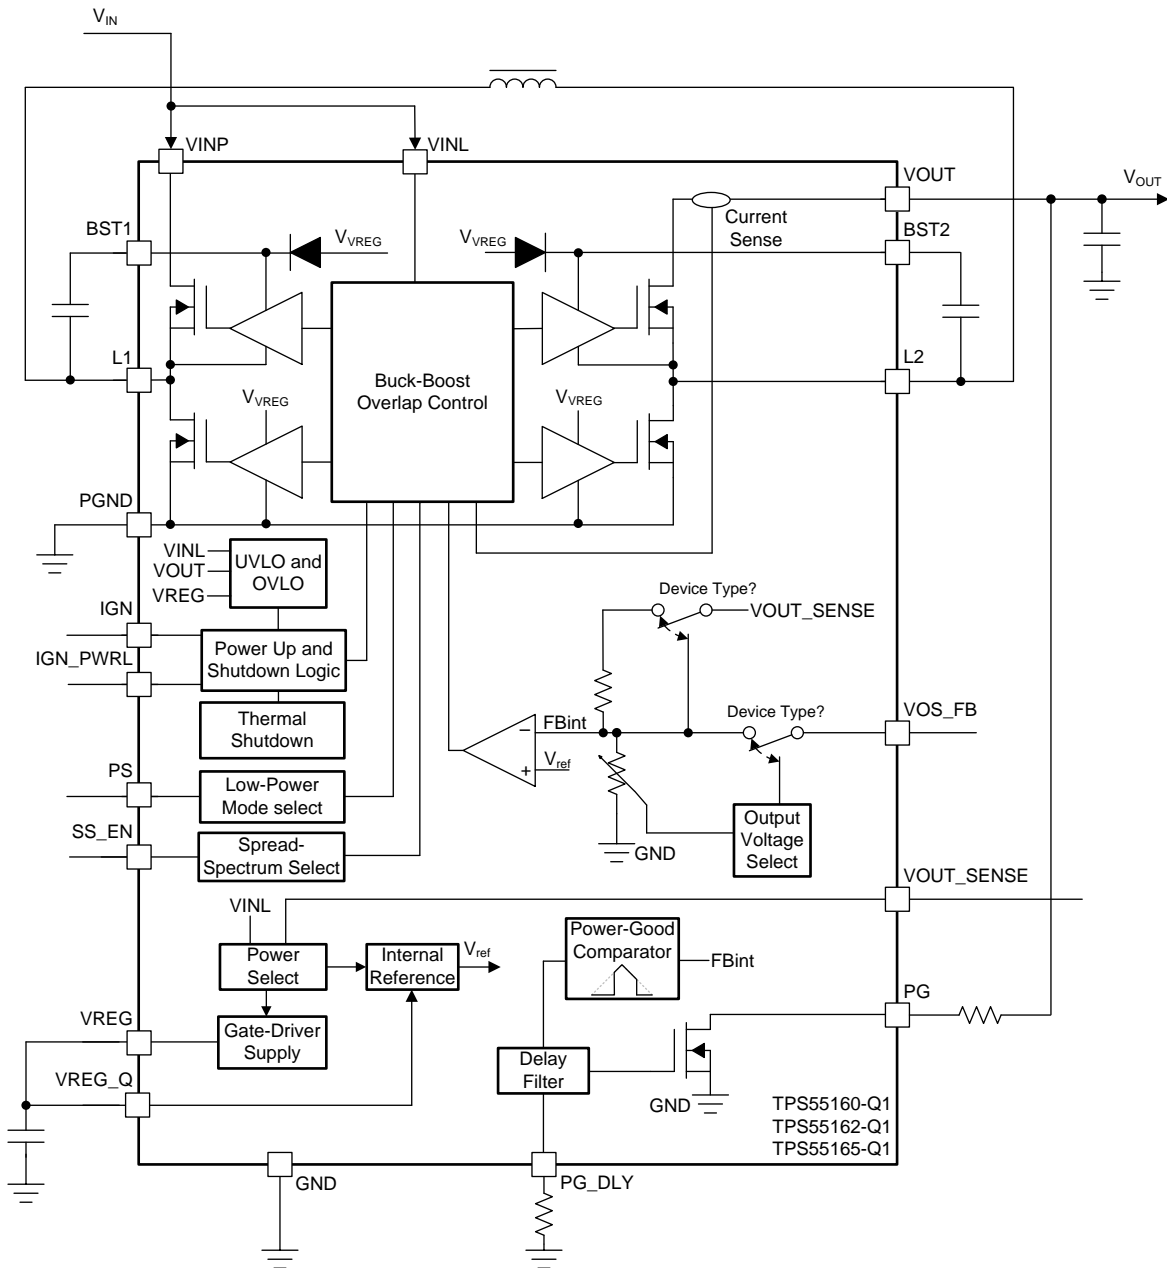 VIN
VINP
VINL
VOUT
VOUT
Current
Sense
BST1
VVREG
VVREG
BST2
L1
L2
Buck-Boost
Overlap Control
VVREG
VVREG
PGND
VINL
VOUT
VREG
UVLO and
OVLO
IGN
Device Type?
VOUT_SENSE
Power Up and
Shutdown Logic
IGN_PWRL
Thermal
Shutdown
FBint
Device Type?
VOS_FB
−
+
Vref
PS
Low-Power
Mode select
Output
Voltage
Select
SS_EN
Spread-
Spectrum Select
GND
VOUT_SENSE
VINL
Power
Select
Internal
Reference
Vref
Power-Good
Comparator
FBint
PG
VREG
Gate-Driver
Supply
Delay
Filter
VREG_Q
GND
TPS55160-Q1
TPS55162-Q1
TPS55165-Q1
GND
PG_DLY